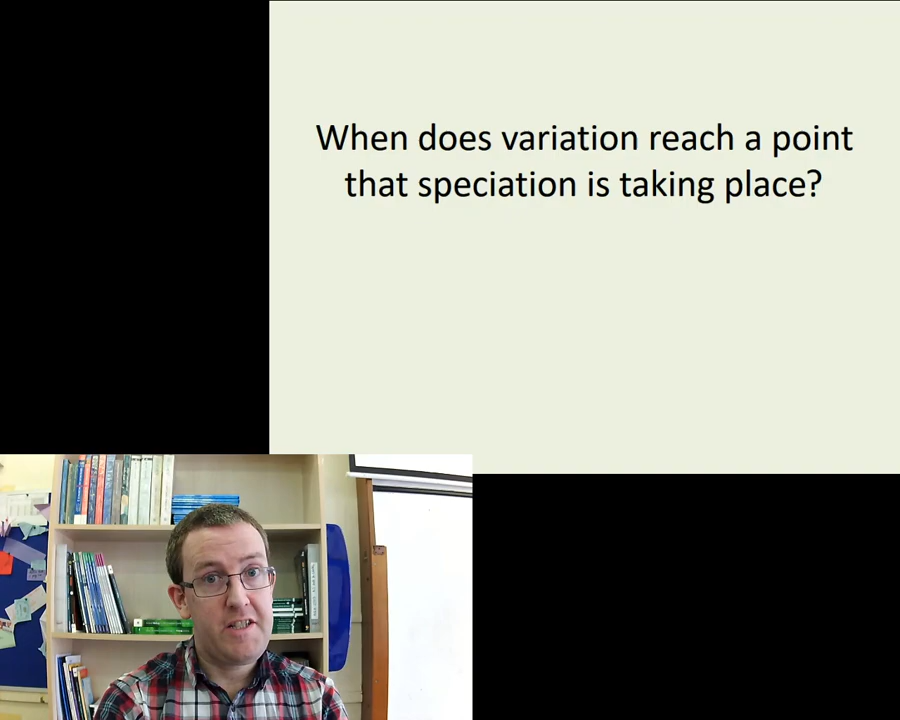 When does variation reach a point
that speciation is taking place?